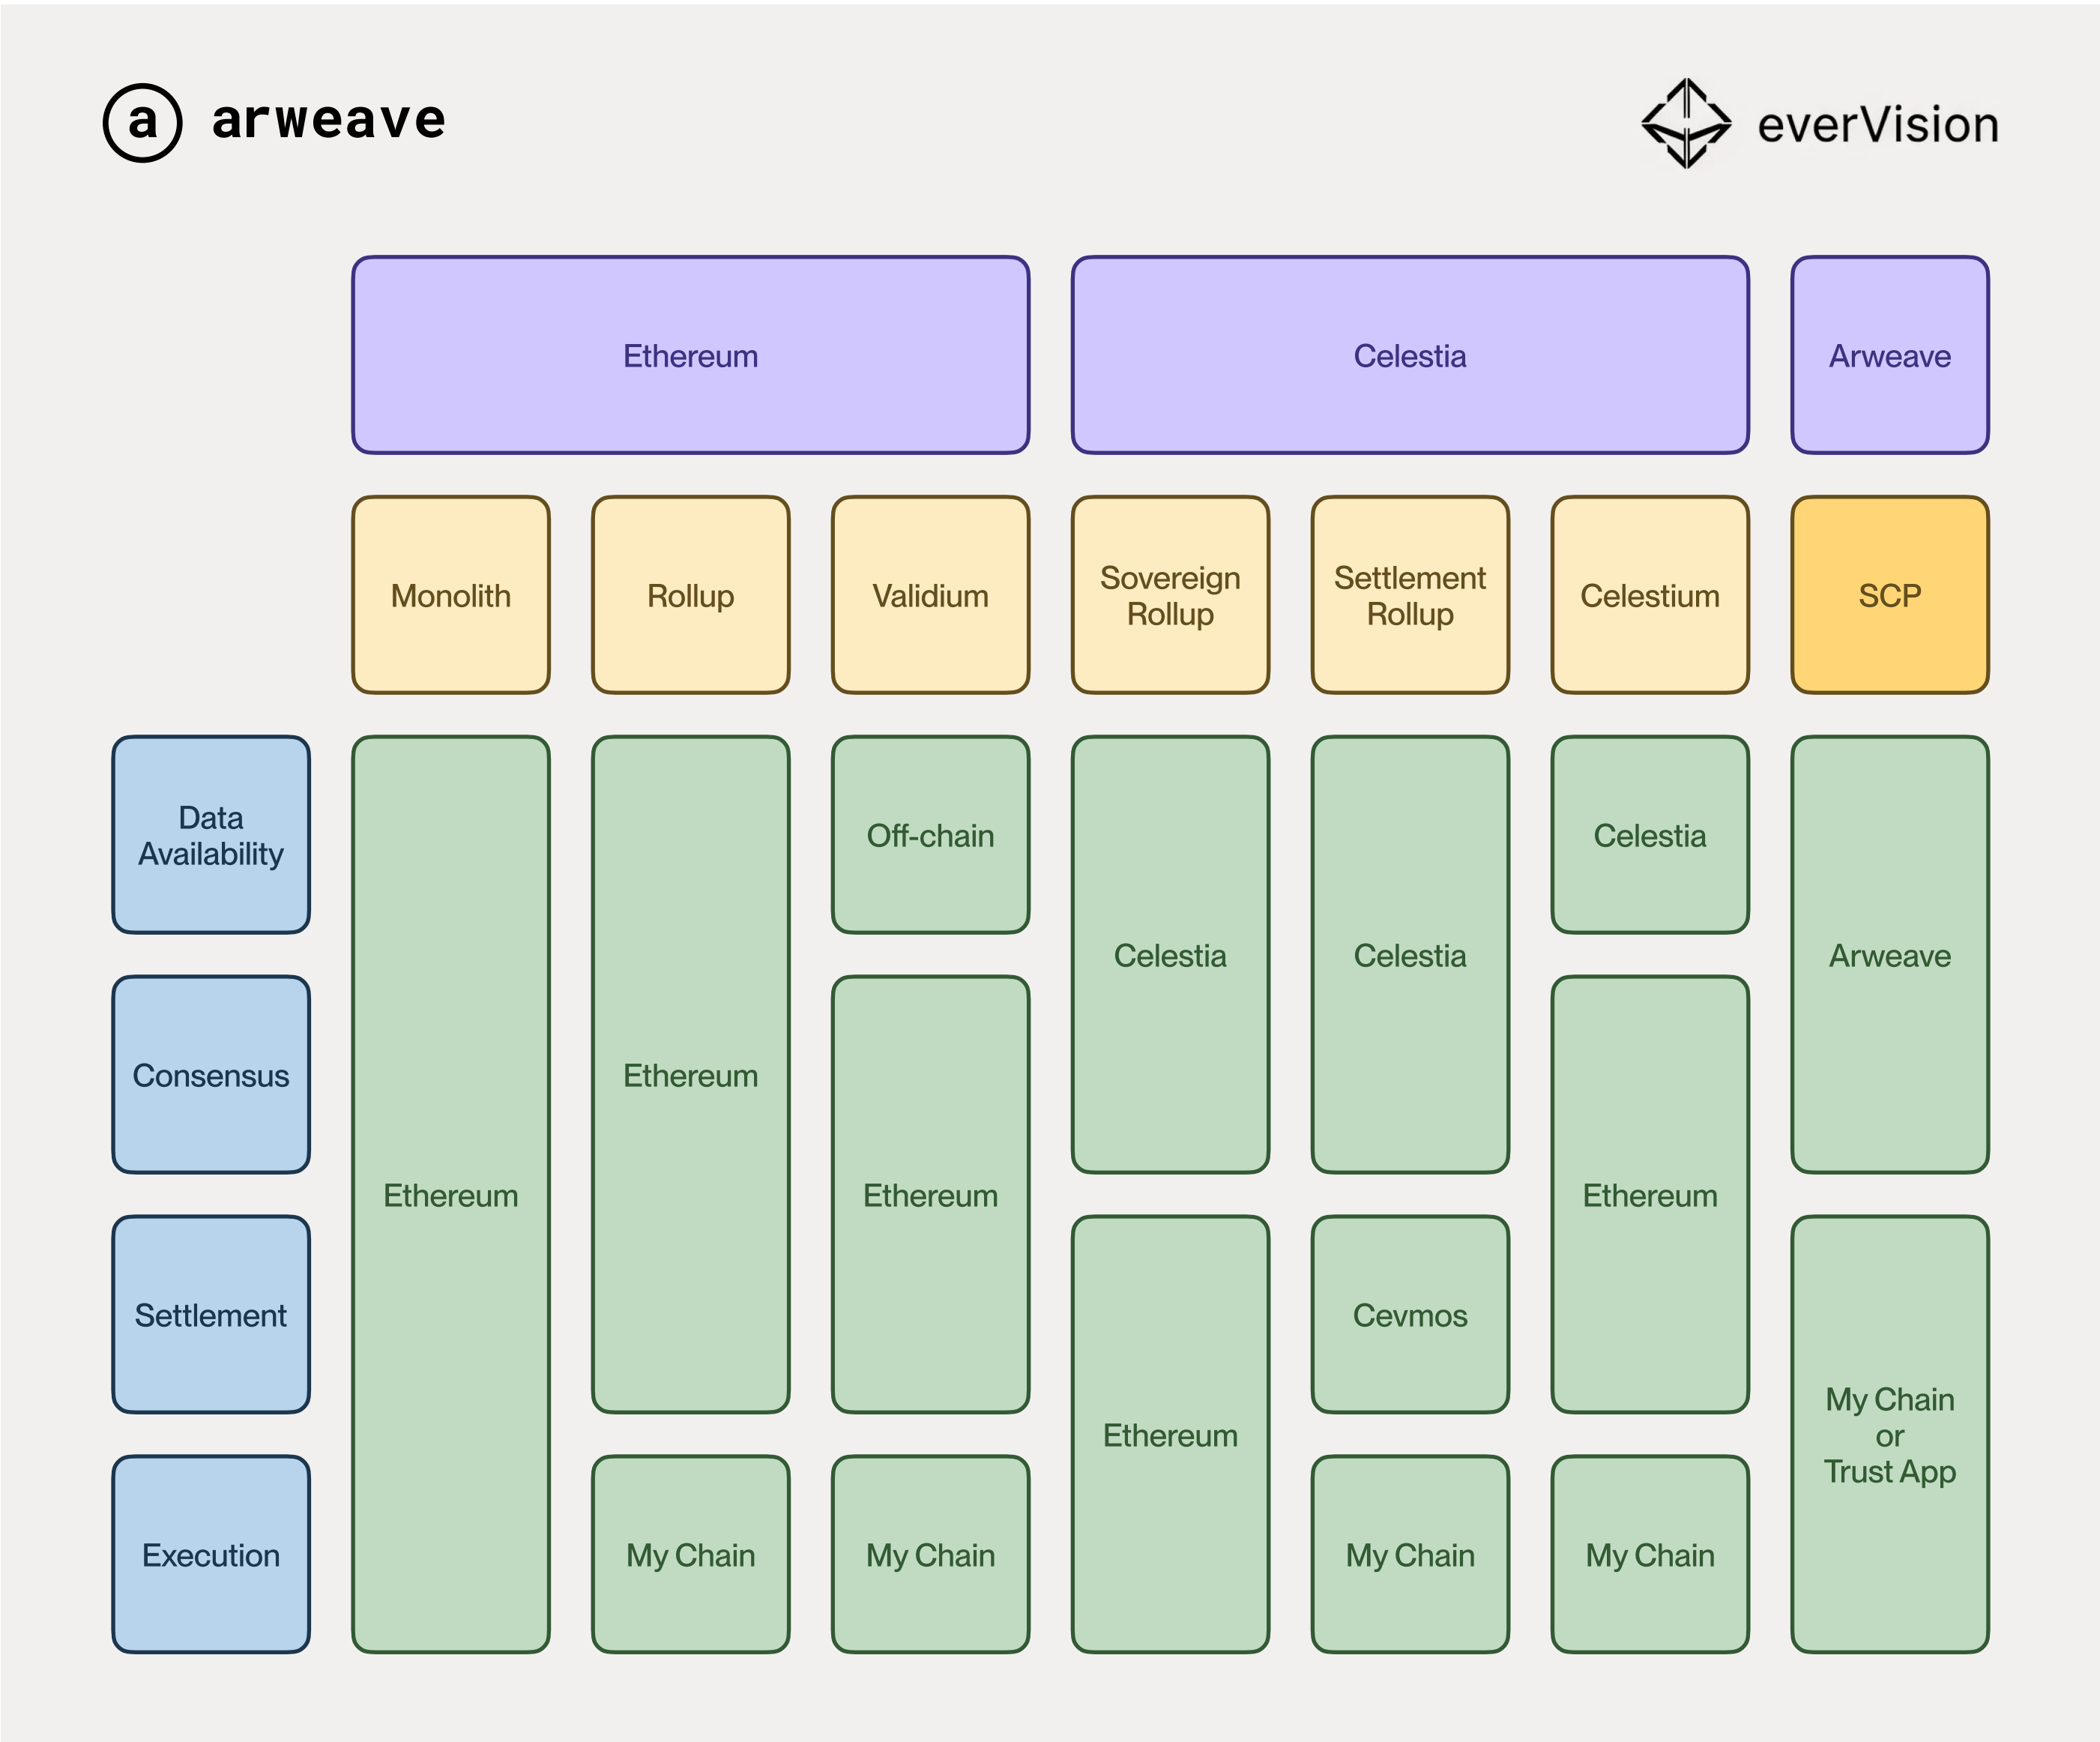 arweave
everVision
Ethereum
Celestia
Arweave
Monolith
Rollup
Validium
Sovereign
Rollup
Settlement
Rollup
Celestium
SCP
Data
Availability
Off-chain
Celestia
Celestia
Celestia
Arweave
Consensus
Ethereum
Ethereum
Ethereum
Ethereum
Settlement
Cevmos
Ethereum
My Chain
or
Trust App
Execution
My Chain
My Chain
My Chain
My Chain